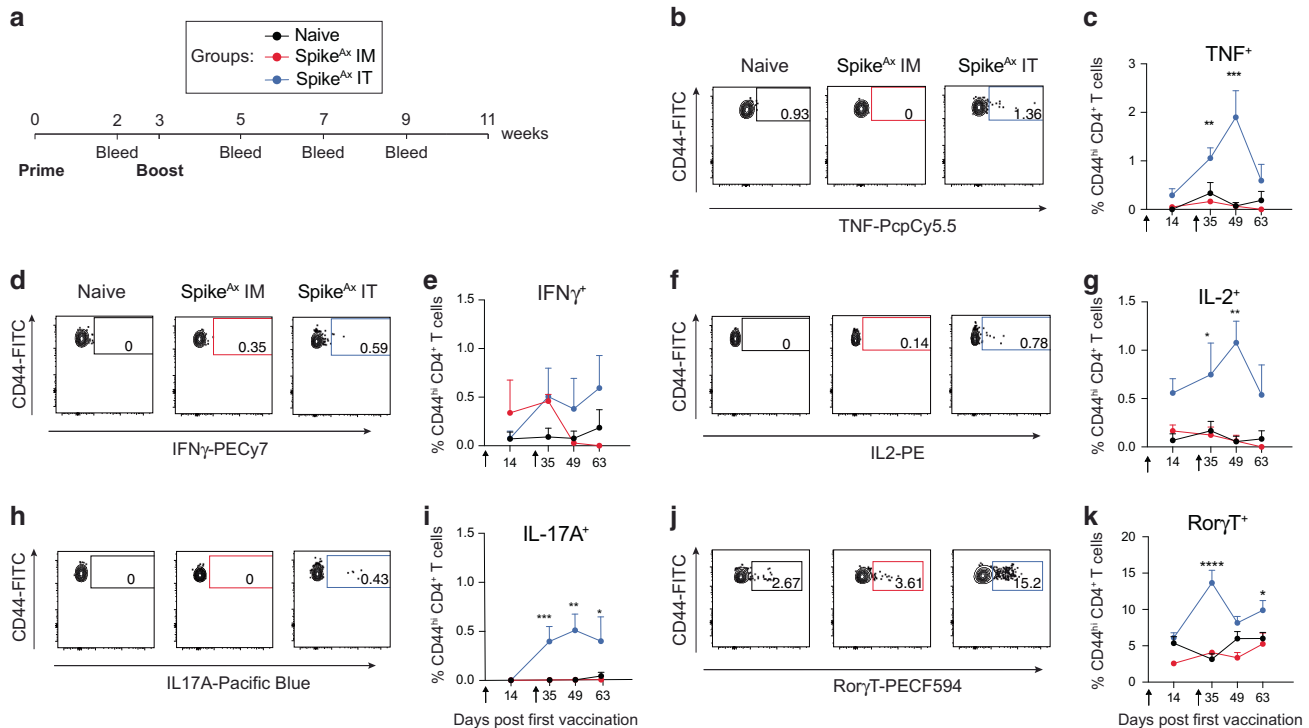 a
Groups:
Naive
Spike^Ax IM
Spike^Ax IT
0 2 3 5 7 9 11 weeks
Bleed Bleed Bleed Bleed
Prime Boost
b
Naive Spike^Ax IM Spike^Ax IT
CD44-FITC
0.93 0 1.36
TNF-PcpCy5.5
c
TNF⁺
% CD44ʰⁱ CD4⁺ T cells
3
2
1
0
** ***
14 35 49 63
d
Naive Spike^Ax IM Spike^Ax IT
CD44-FITC
0 0.35 0.59
IFNγ-PECy7
e
IFNγ⁺
% CD44ʰⁱ CD4⁺ T cells
1.5
1.0
0.5
0.0
14 35 49 63
f
CD44-FITC
0 0.14 0.78
IL2-PE
g
IL-2⁺
% CD44ʰⁱ CD4⁺ T cells
1.5
1.0
0.5
0.0
* **
14 35 49 63
h
CD44-FITC
0 0 0.43
IL17A-Pacific Blue
i
IL-17A⁺
% CD44ʰⁱ CD4⁺ T cells
1.5
1.0
0.5
0.0
*** ** *
14 35 49 63
Days post first vaccination
j
CD44-FITC
2.67 3.61 15.2
RorγT-PECF594
k
RorγT⁺
% CD44ʰⁱ CD4⁺ T cells
20
15
10
5
0
**** *
14 35 49 63
Days post first vaccination